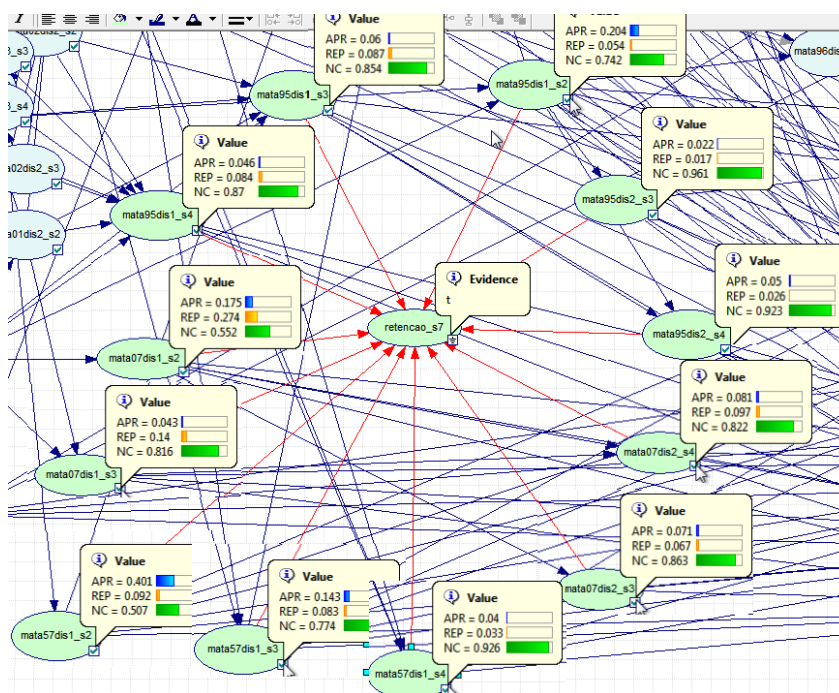 I
A
Value
APR = 0.06
REP = 0.087
NC = 0.854
APR = 0.204
REP = 0.054
NC = 0.742
mata02dis2_s2
3_s3
mata95dis1_s3
mata95dis1_s2
mata96dis
3_s4
Value
APR = 0.046
REP = 0.084
NC = 0.87
Value
APR = 0.022
REP = 0.017
NC = 0.961
a02dis2_s3
mata95dis1_s4
mata95dis2_s3
a01dis2_s2
Value
APR = 0.175
REP = 0.274
NC = 0.552
Evidence
t
Value
APR = 0.05
REP = 0.026
NC = 0.923
retencao_s7
mata95dis2_s4
mata07dis1_s2
Value
APR = 0.043
REP = 0.14
NC = 0.816
Value
APR = 0.081
REP = 0.097
NC = 0.822
mata07dis2_s4
mata07dis1_s3
Value
APR = 0.071
REP = 0.067
NC = 0.863
Value
APR = 0.401
REP = 0.092
NC = 0.507
Value
APR = 0.143
REP = 0.083
NC = 0.774
Value
APR = 0.04
REP = 0.033
NC = 0.926
mata07dis2_s3
mata57dis1_s2
mata57dis1_s3
mata57dis1_s4